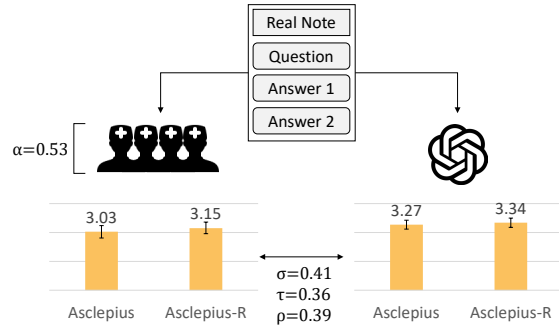 Real Note
Question
Answer 1
Answer 2
α=0.53
3.03
3.15
3.27
3.34
σ=0.41
τ=0.36
ρ=0.39
Asclepius
Asclepius-R
Asclepius
Asclepius-R